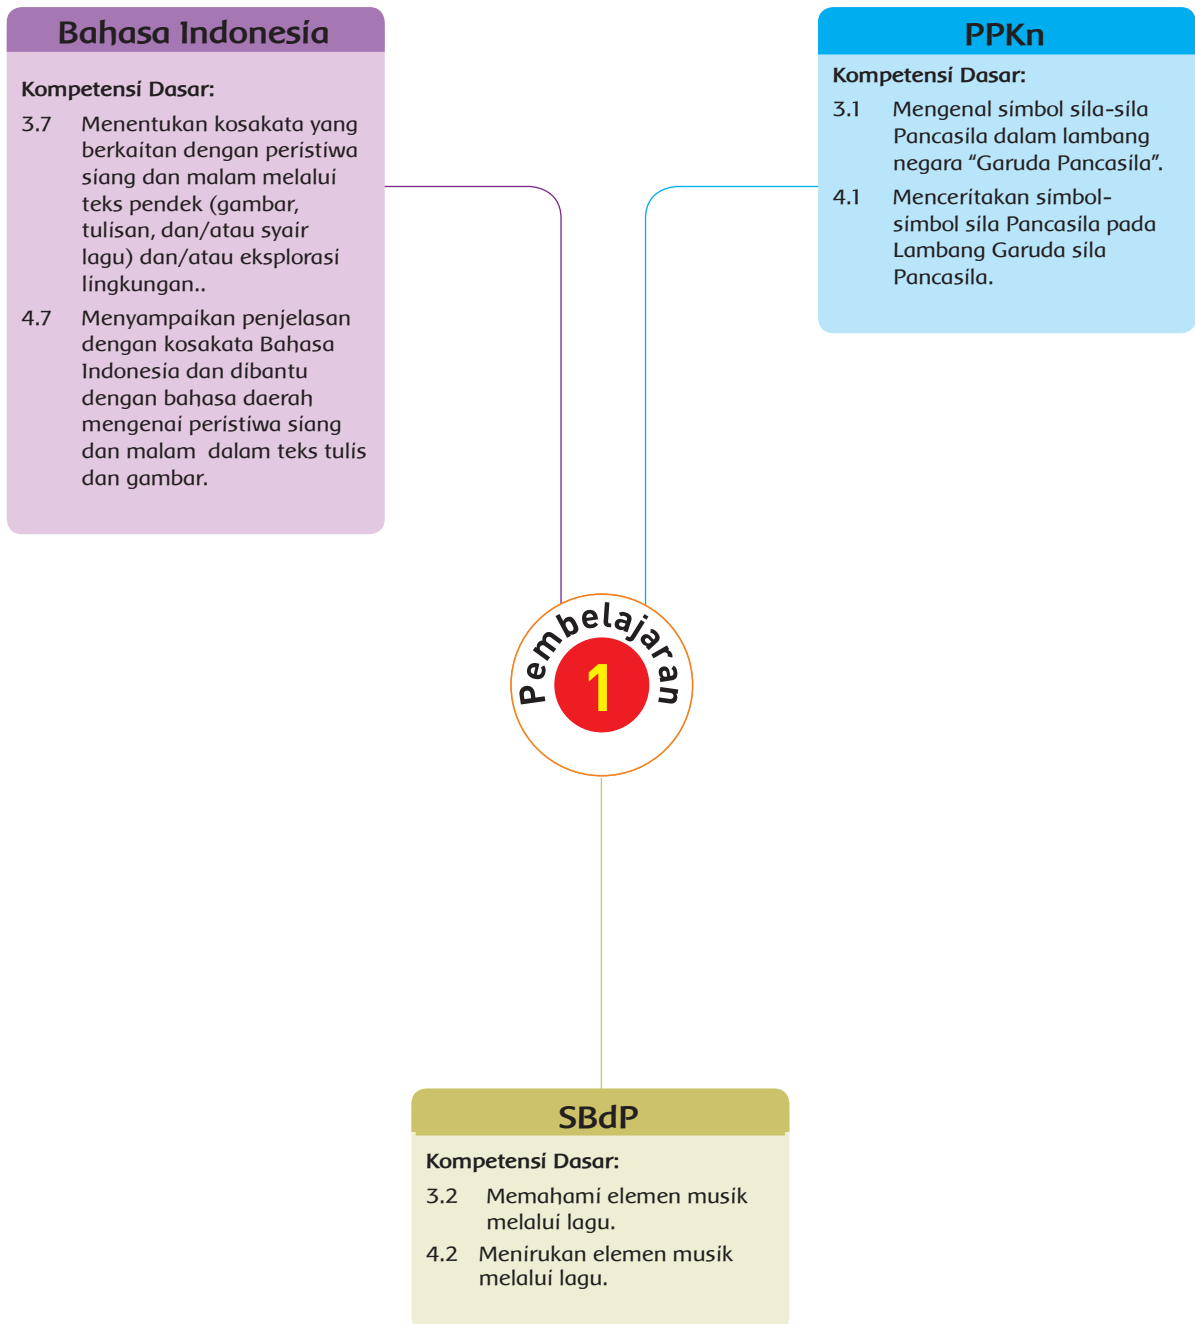 Bahasa Indonesia
Kompetensi Dasar:
3.7 Menentukan kosakata yang
berkaitan dengan peristiwa
siang dan malam melalui
teks pendek (gambar,
tulisan, dan/atau syair
lagu) dan/atau eksplorasi
lingkungan..
4.7 Menyampaikan penjelasan
dengan kosakata Bahasa
Indonesia dan dibantu
dengan bahasa daerah
mengenai peristiwa siang
dan malam dalam teks tulis
dan gambar.
PPKn
Kompetensi Dasar:
3.1 Mengenal simbol sila-sila
Pancasila dalam lambang
negara “Garuda Pancasila”.
4.1 Menceritakan simbol-
simbol sila Pancasila pada
Lambang Garuda sila
Pancasila.
Pembelajaran
1
SBdP
Kompetensi Dasar:
3.2 Memahami elemen musik
melalui lagu.
4.2 Menirukan elemen musik
melalui lagu.